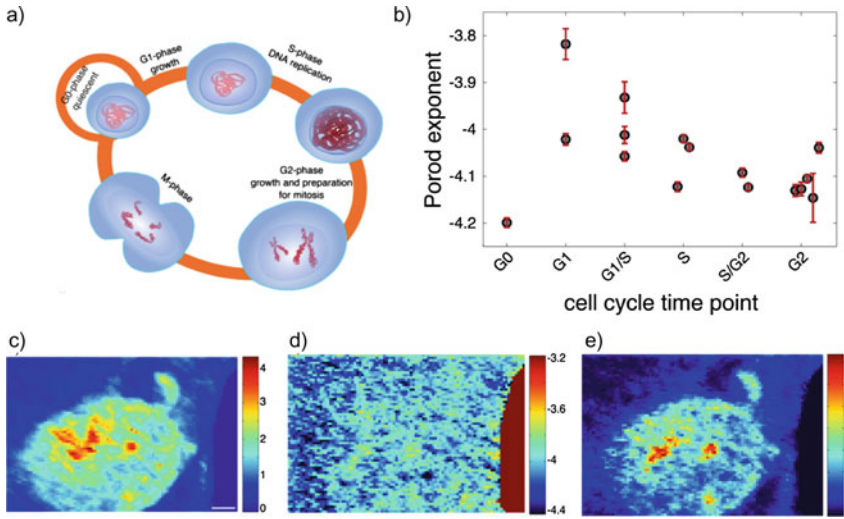 a)
G0-phase
quiescent
G1-phase
growth
S-phase
DNA replication
G2-phase
growth and preparation
for mitosis
M-phase
b)
Porod exponent
-3.8
-3.9
-4
-4.1
-4.2
G0
G1
G1/S
S
S/G2
G2
cell cycle time point
c)
4
3
2
1
0
d)
-3.2
-3.6
-4
-4.4
e)